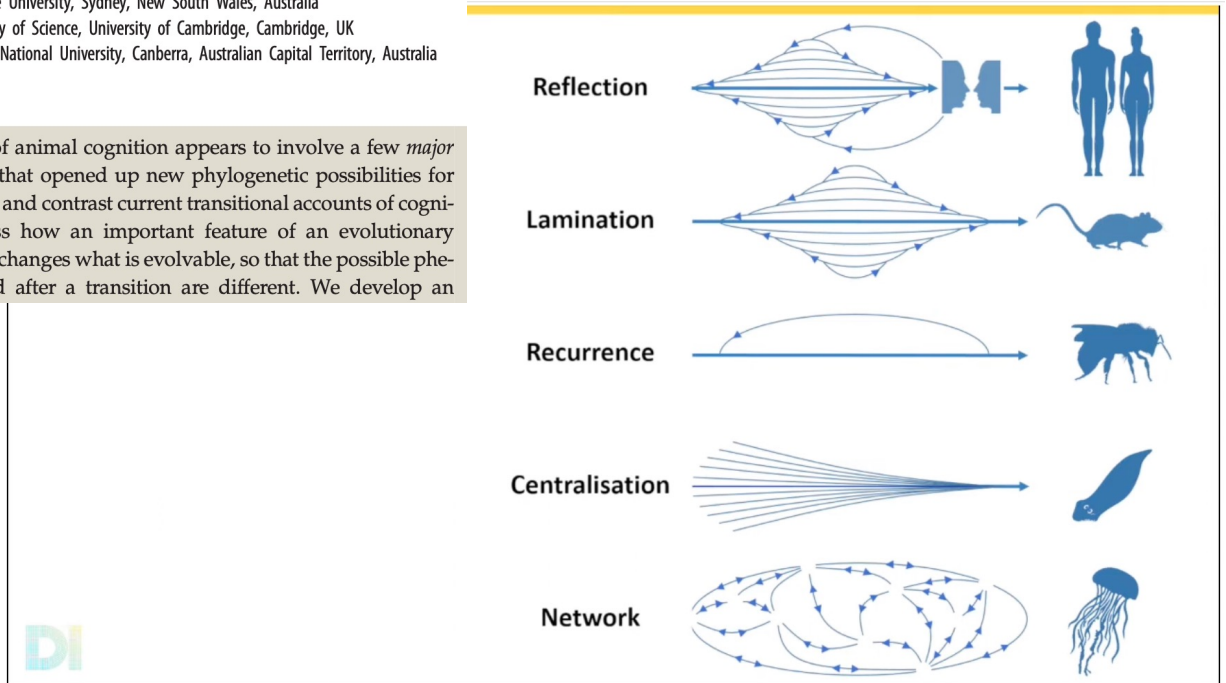 University, Sydney, New South Wales, Australia
of Science, University of Cambridge, Cambridge, UK
National University, Canberra, Australian Capital Territory, Australia
of animal cognition appears to involve a few major
that opened up new phylogenetic possibilities for
and contrast current transitional accounts of cogni-
how an important feature of an evolutionary
changes what is evolvable, so that the possible phe-
after a transition are different. We develop an
Reflection
Lamination
Recurrence
Centralisation
Network
DI